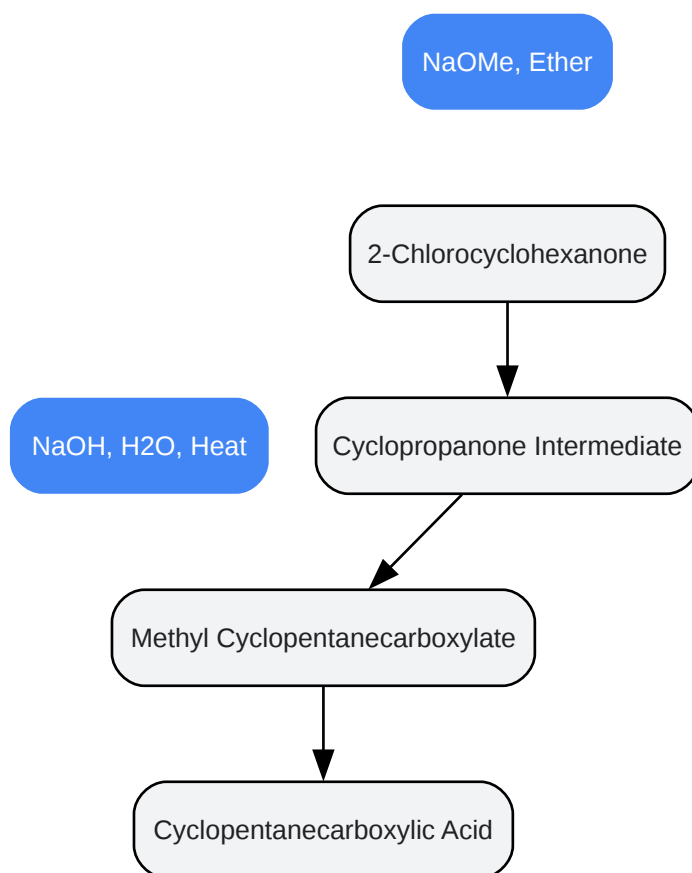 NaOMe, Ether
2-Chlorocyclohexanone
NaOH, H2O, Heat
Cyclopropanone Intermediate
Methyl Cyclopentanecarboxylate
Cyclopentanecarboxylic Acid